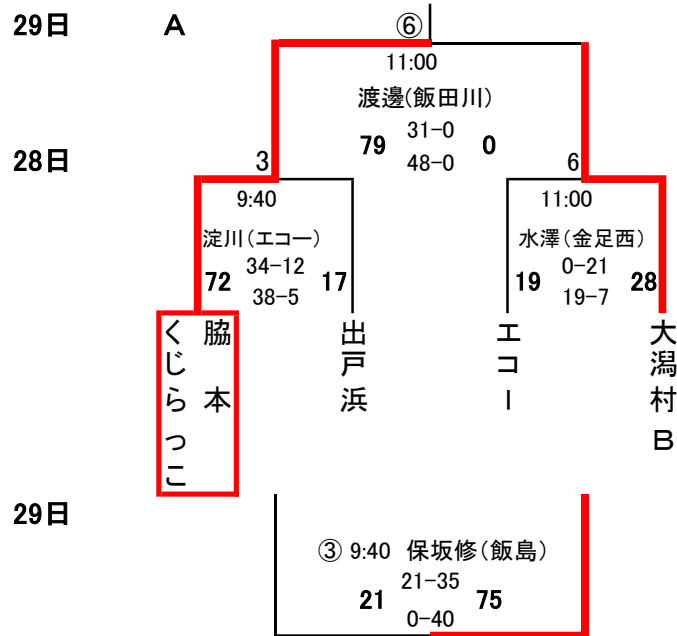 29日 A ⑥
11:00
渡邊(飯田川)
79 31-0 0
48-0
28日 3 6
9:40 11:00
淀川(エコー) 水澤(金足西)
72 34-12 17 19 0-21 28
38-5 19-7
脇本
くじらっこ
出戸浜
エコー
大潟村B
29日
③ 9:40 保坂修(飯島)
21 21-35 75
0-40